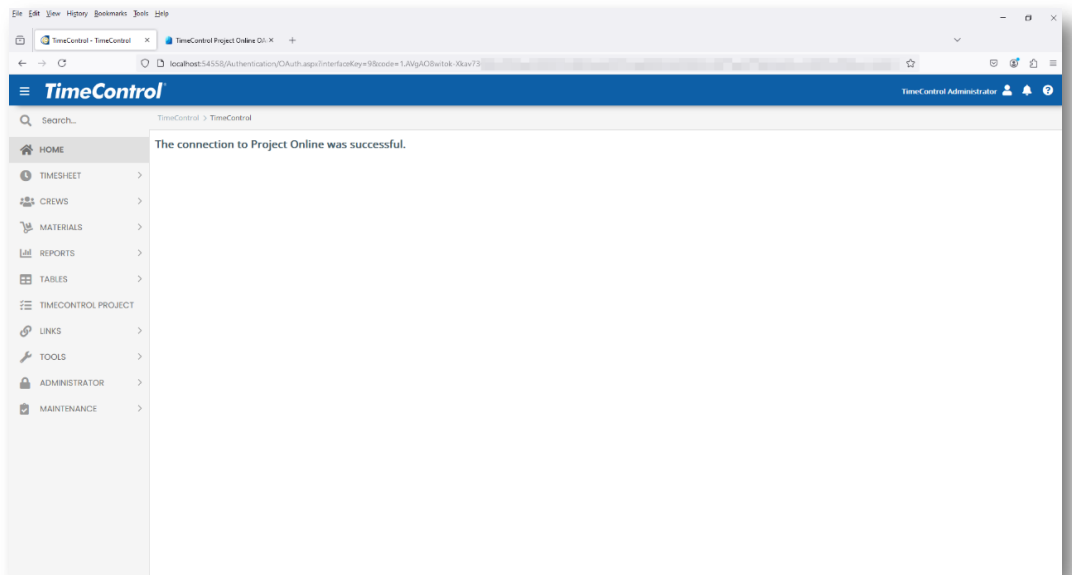 File Edit View History Bookmarks Tools Help
TimeControl - TimeControl
TimeControl Project Online OA
localhost:54558/Authentication/OAuth.aspx?interfaceKey=9&code=1.AVgAO8witok-Xkav73
TimeControl
TimeControl Administrator
Search...
TimeControl > TimeControl
HOME
The connection to Project Online was successful.
TIMESHEET
CREWS
MATERIALS
REPORTS
TABLES
TIMECONTROL PROJECT
LINKS
TOOLS
ADMINISTRATOR
MAINTENANCE